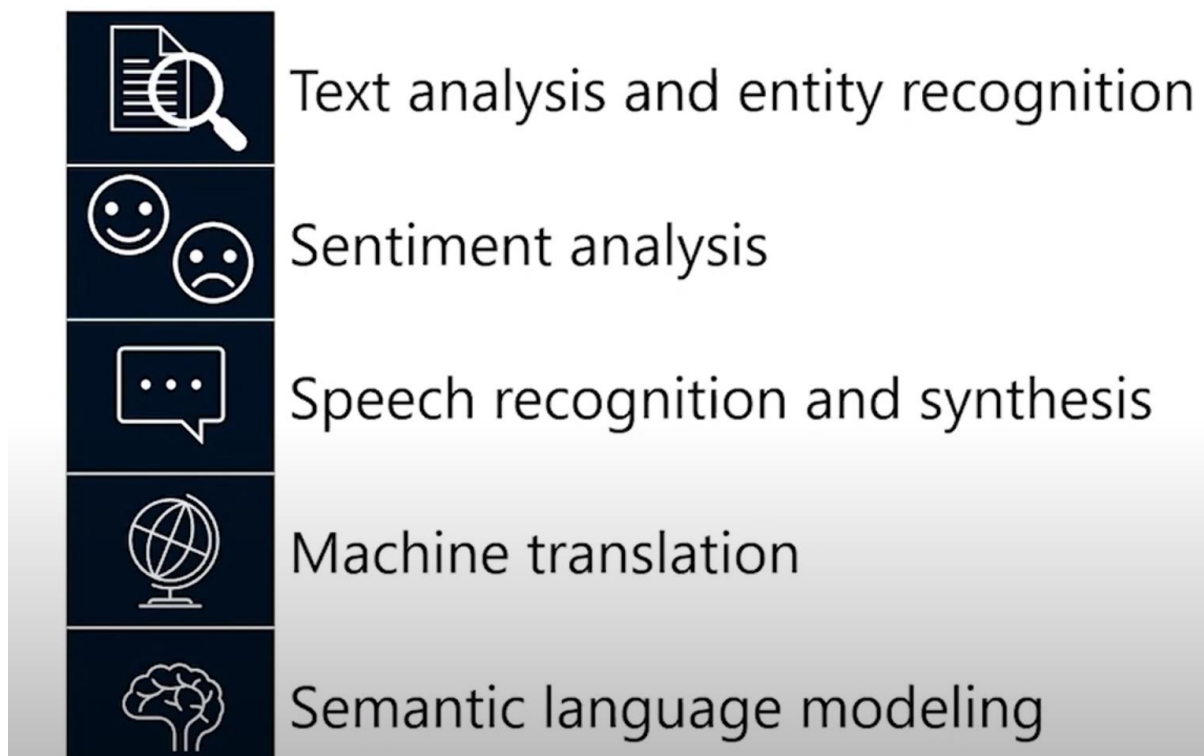 Text analysis and entity recognition
Sentiment analysis
Speech recognition and synthesis
Machine translation
Semantic language modeling